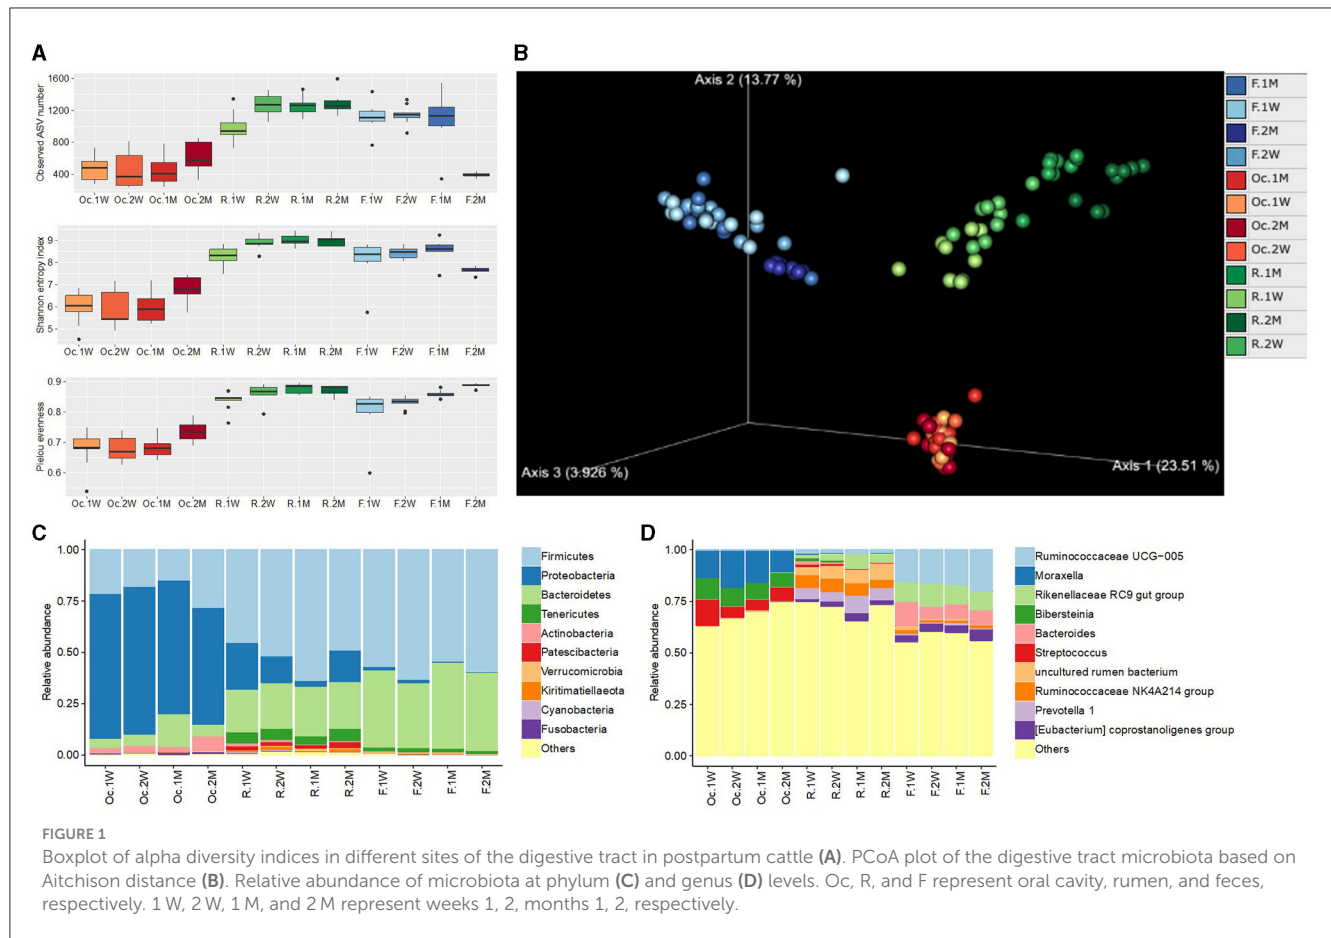 A
Observed ASV number
1600
1200
800
400
Oc.1W Oc.2W Oc.1M Oc.2M R.1W R.2W R.1M R.2M F.1W F.2W F.1M F.2M
Shannon entropy index
9
8
7
6
5
Oc.1W Oc.2W Oc.1M Oc.2M R.1W R.2W R.1M R.2M F.1W F.2W F.1M F.2M
Pielou evenness
0.9
0.8
0.7
0.6
Oc.1W Oc.2W Oc.1M Oc.2M R.1W R.2W R.1M R.2M F.1W F.2W F.1M F.2M
B
Axis 2 (13.77 %)
Axis 3 (3.926 %)
Axis 1 (23.51 %)
F.1M
F.1W
F.2M
F.2W
Oc.1M
Oc.1W
Oc.2M
Oc.2W
R.1M
R.1W
R.2M
R.2W
C
Relative abundance
1.00
0.75
0.50
0.25
0.00
Oc.1W Oc.2W Oc.1M Oc.2M R.1W R.2W R.1M R.2M F.1W F.2W F.1M F.2M
Firmicutes
Proteobacteria
Bacteroidetes
Tenericutes
Actinobacteria
Patescibacteria
Verrucomicrobia
Kiritimatiellaeota
Cyanobacteria
Fusobacteria
Others
D
Relative abundance
1.00
0.75
0.50
0.25
0.00
Oc.1W Oc.2W Oc.1M Oc.2M R.1W R.2W R.1M R.2M F.1W F.2W F.1M F.2M
Ruminococcaceae UCG−005
Moraxella
Rikenellaceae RC9 gut group
Bibersteinia
Bacteroides
Streptococcus
uncultured rumen bacterium
Ruminococcaceae NK4A214 group
Prevotella 1
[Eubacterium] coprostanoligenes group
Others
FIGURE 1
Boxplot of alpha diversity indices in different sites of the digestive tract in postpartum cattle (A). PCoA plot of the digestive tract microbiota based on
Aitchison distance (B). Relative abundance of microbiota at phylum (C) and genus (D) levels. Oc, R, and F represent oral cavity, rumen, and feces,
respectively. 1 W, 2 W, 1 M, and 2 M represent weeks 1, 2, months 1, 2, respectively.